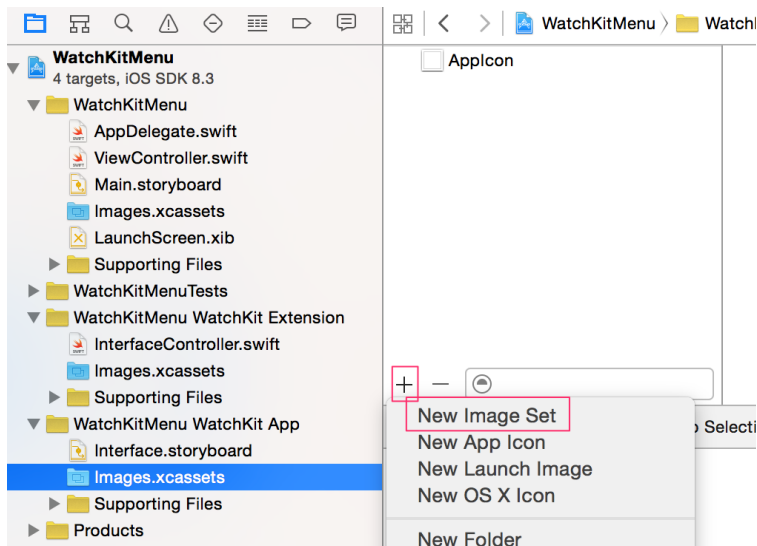 WatchKitMenu
4 targets, iOS SDK 8.3
WatchKitMenu
AppDelegate.swift
ViewController.swift
Main.storyboard
Images.xcassets
LaunchScreen.xib
Supporting Files
WatchKitMenuTests
WatchKitMenu WatchKit Extension
InterfaceController.swift
Images.xcassets
Supporting Files
WatchKitMenu WatchKit App
Interface.storyboard
Images.xcassets
Supporting Files
Products
WatchKitMenu
AppIcon
New Image Set
New App Icon
New Launch Image
New OS X Icon
New Folder